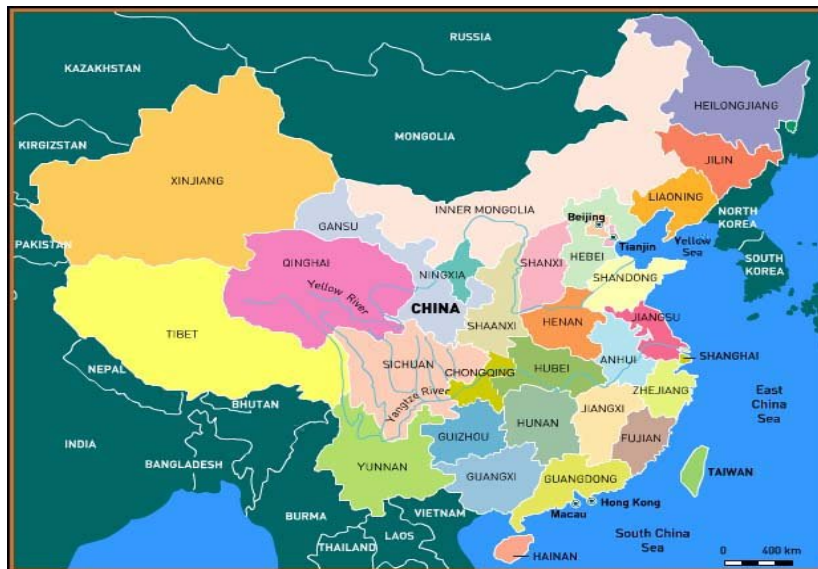 RUSSIA
KAZAKHSTAN
HEILONGJIANG
MONGOLIA
KIRGIZSTAN
JILIN
XINJIANG
LIAONING
INNER MONGOLIA
NORTH
KOREA
GANSU
Beijing
Tianjin
Yellow
Sea
PAKISTAN
QINGHAI
NINGXIA
SHANXI
HEBEI
SOUTH
KOREA
Yellow River
SHANDONG
CHINA
TIBET
SHAANXI
HENAN
JIANGSU
SICHUAN
CHONGQING
HUBEI
ANHUI
SHANGHAI
NEPAL
Yangtze River
ZHEJIANG
East
China
Sea
BHUTAN
JIANGXI
HUNAN
GUIZHOU
FUJIAN
INDIA
BANGLADESH
YUNNAN
GUANGXI
GUANGDONG
TAIWAN
Hong Kong
Macau
BURMA
VIETNAM
LAOS
THAILAND
South China
Sea
HAINAN
0 400 km